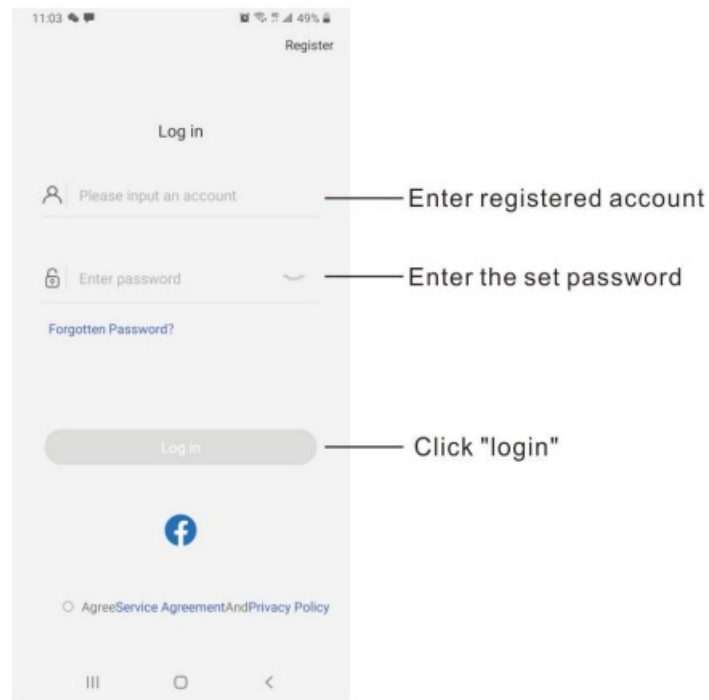 11:03 49%
Register
Log in
Please input an account
Enter registered account
Enter password
Enter the set password
Forgotten Password?
Log in
Click "login"
AgreeService AgreementAndPrivacy Policy